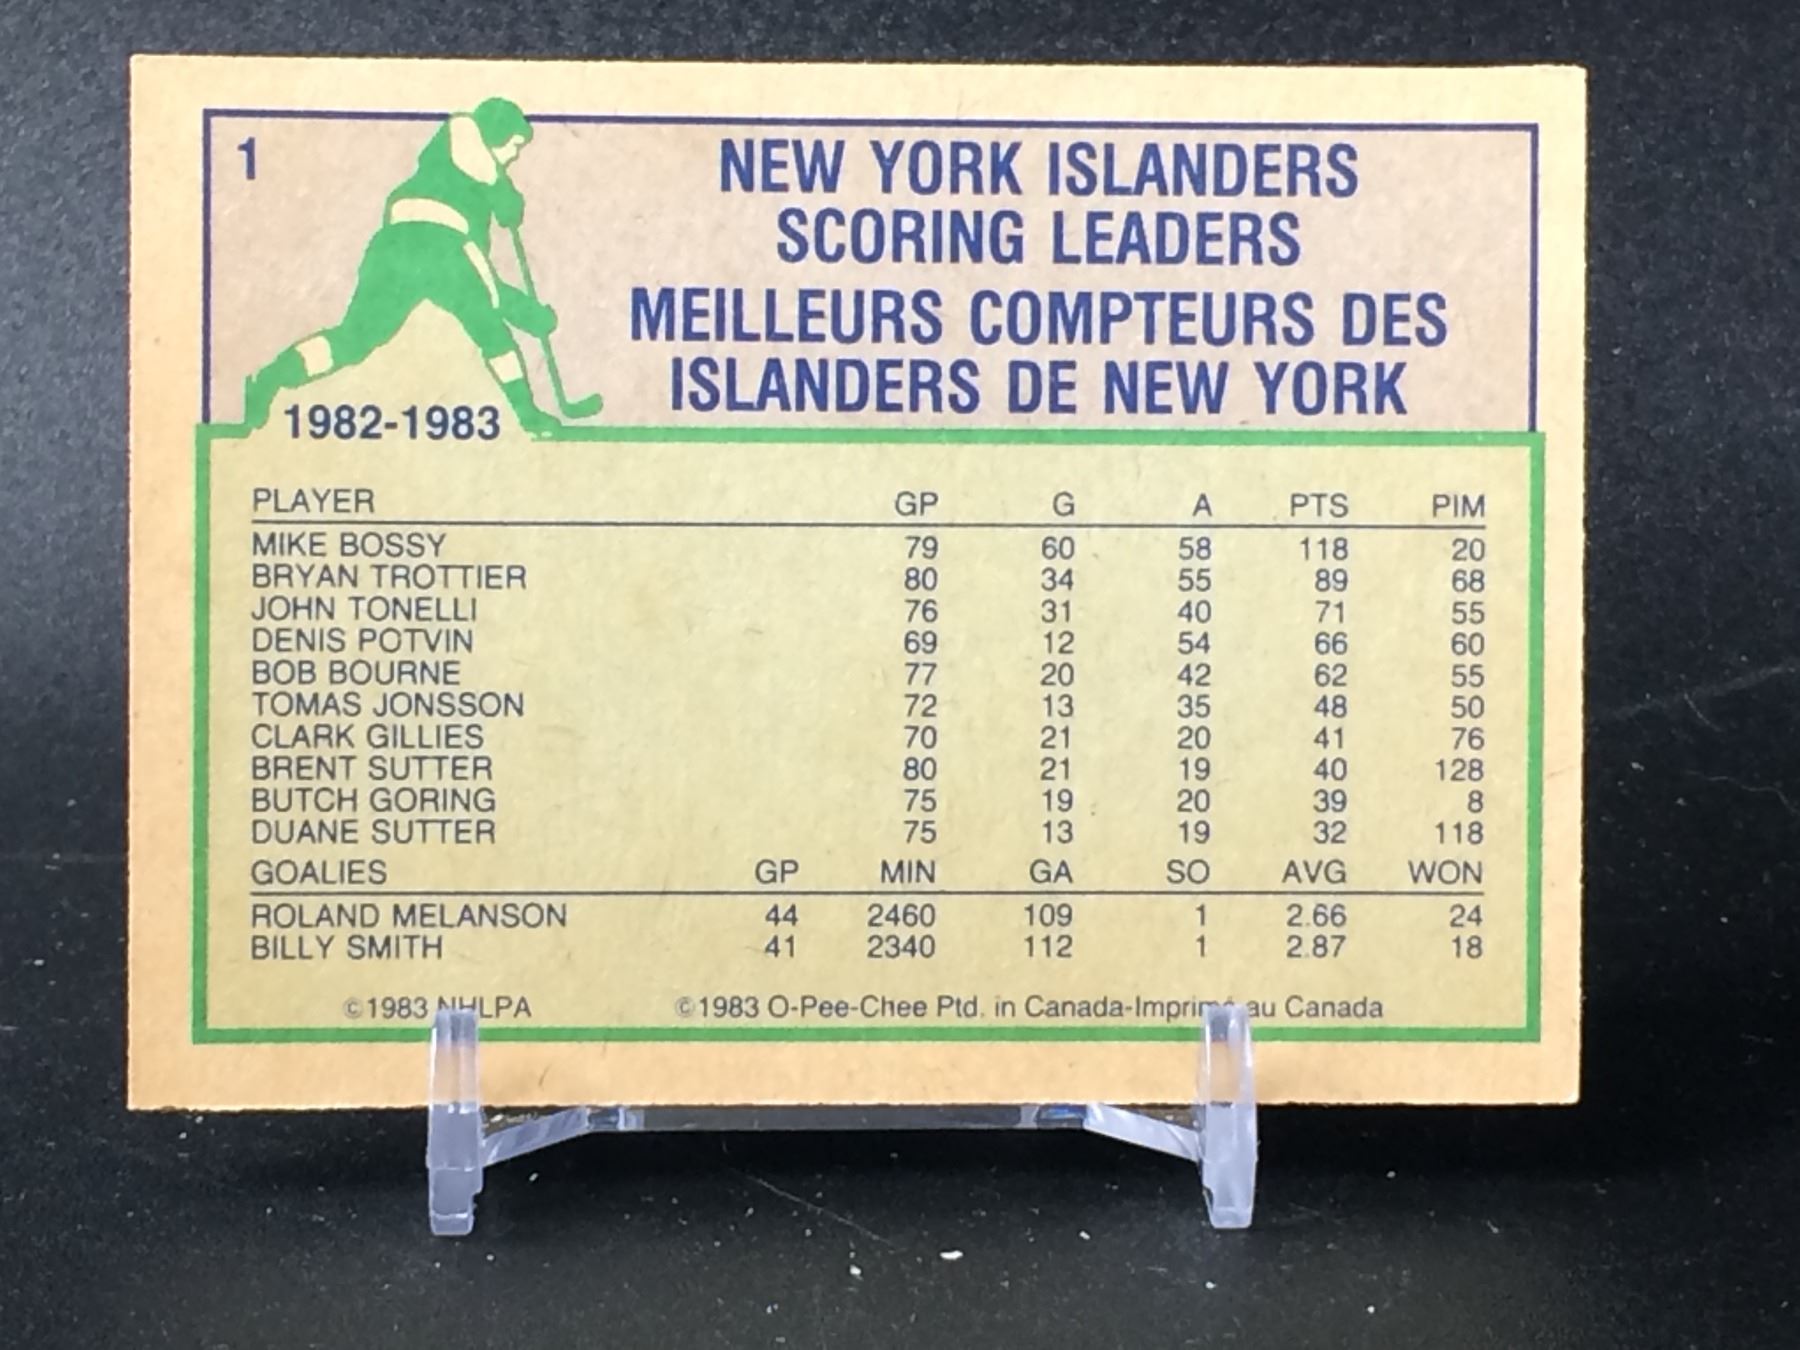 1
NEW YORK ISLANDERS
SCORING LEADERS
MEILLEURS COMPTEURS DES
ISLANDERS DE NEW YORK
1982-1983
PLAYER GP G A PTS PIM
MIKE BOSSY 79 60 58 118 20
BRYAN TROTTIER 80 34 55 89 68
JOHN TONELLI 76 31 40 71 55
DENIS POTVIN 69 12 54 66 60
BOB BOURNE 77 20 42 62 55
TOMAS JONSSON 72 13 35 48 50
CLARK GILLIES 70 21 20 41 76
BRENT SUTTER 80 21 19 40 128
BUTCH GORING 75 19 20 39 8
DUANE SUTTER 75 13 19 32 118
GOALIES GP MIN GA SO AVG WON
ROLAND MELANSON 44 2460 109 1 2.66 24
BILLY SMITH 41 2340 112 1 2.87 18
©1983 NHLPA ©1983 O-Pee-Chee Ptd. in Canada-Imprimé au Canada